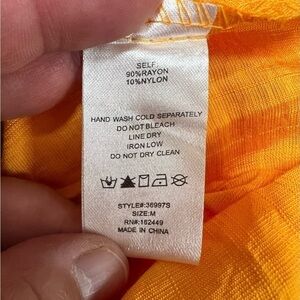 SELF
90%RAYON
10%NYLON
HAND WASH COLD SEPARATELY
DO NOT BLEACH
LINE DRY
IRON LOW
DO NOT DRY CLEAN
STYLE#:36997S
SIZE:M
RN#:162449
MADE IN CHINA